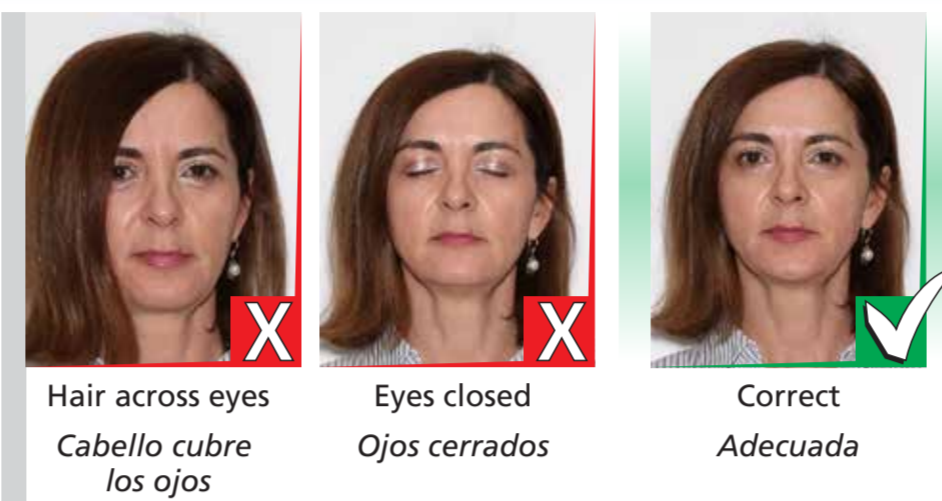 X
X
Hair across eyes
Cabello cubre
los ojos
Eyes closed
Ojos cerrados
Correct
Adecuada